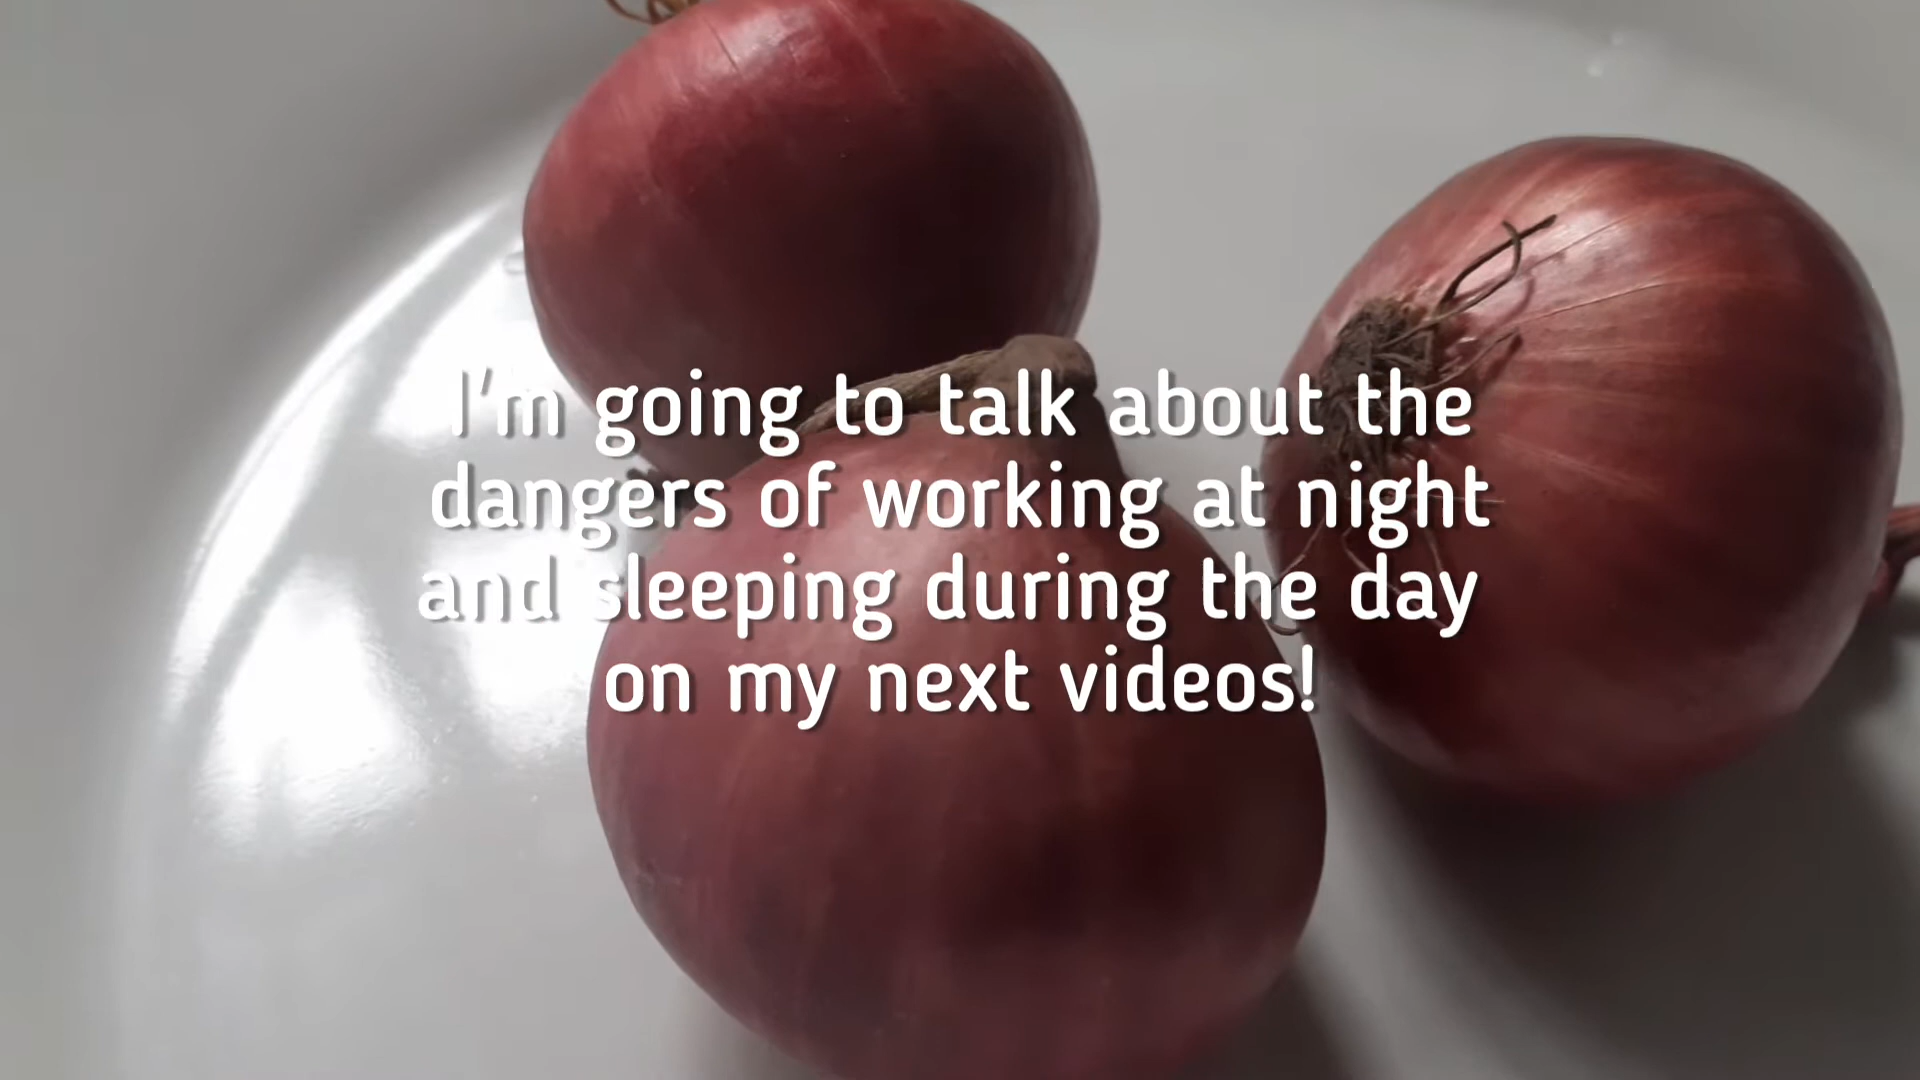 I'm going to talk about the
dangers of working at night
and sleeping during the day
on my next videos!